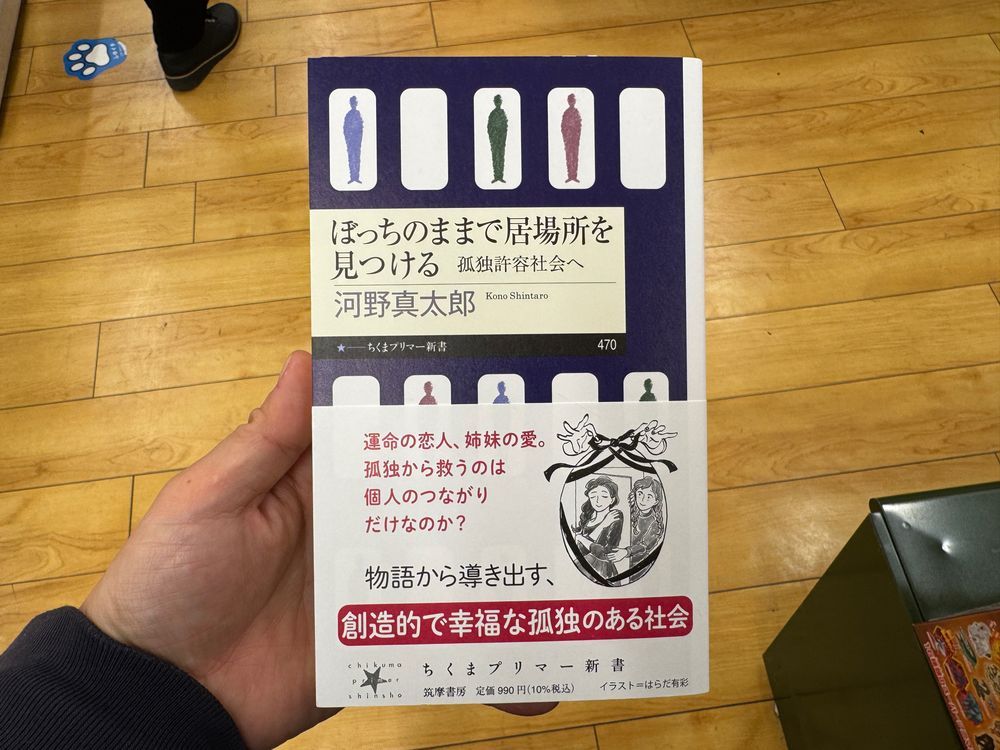 ぼっちのままで居場所を
見つける 孤独許容社会へ
河野真太郎 Kono Shintaro
★──ちくまプリマー新書 470
運命の恋人、姉妹の愛。
孤独から救うのは
個人のつながり
だけなのか？
物語から導き出す、
創造的で幸福な孤独のある社会
chikuma
primer
shinsho
ちくまプリマー新書
筑摩書房 定価990円（10%税込） イラスト＝はらだ有彩